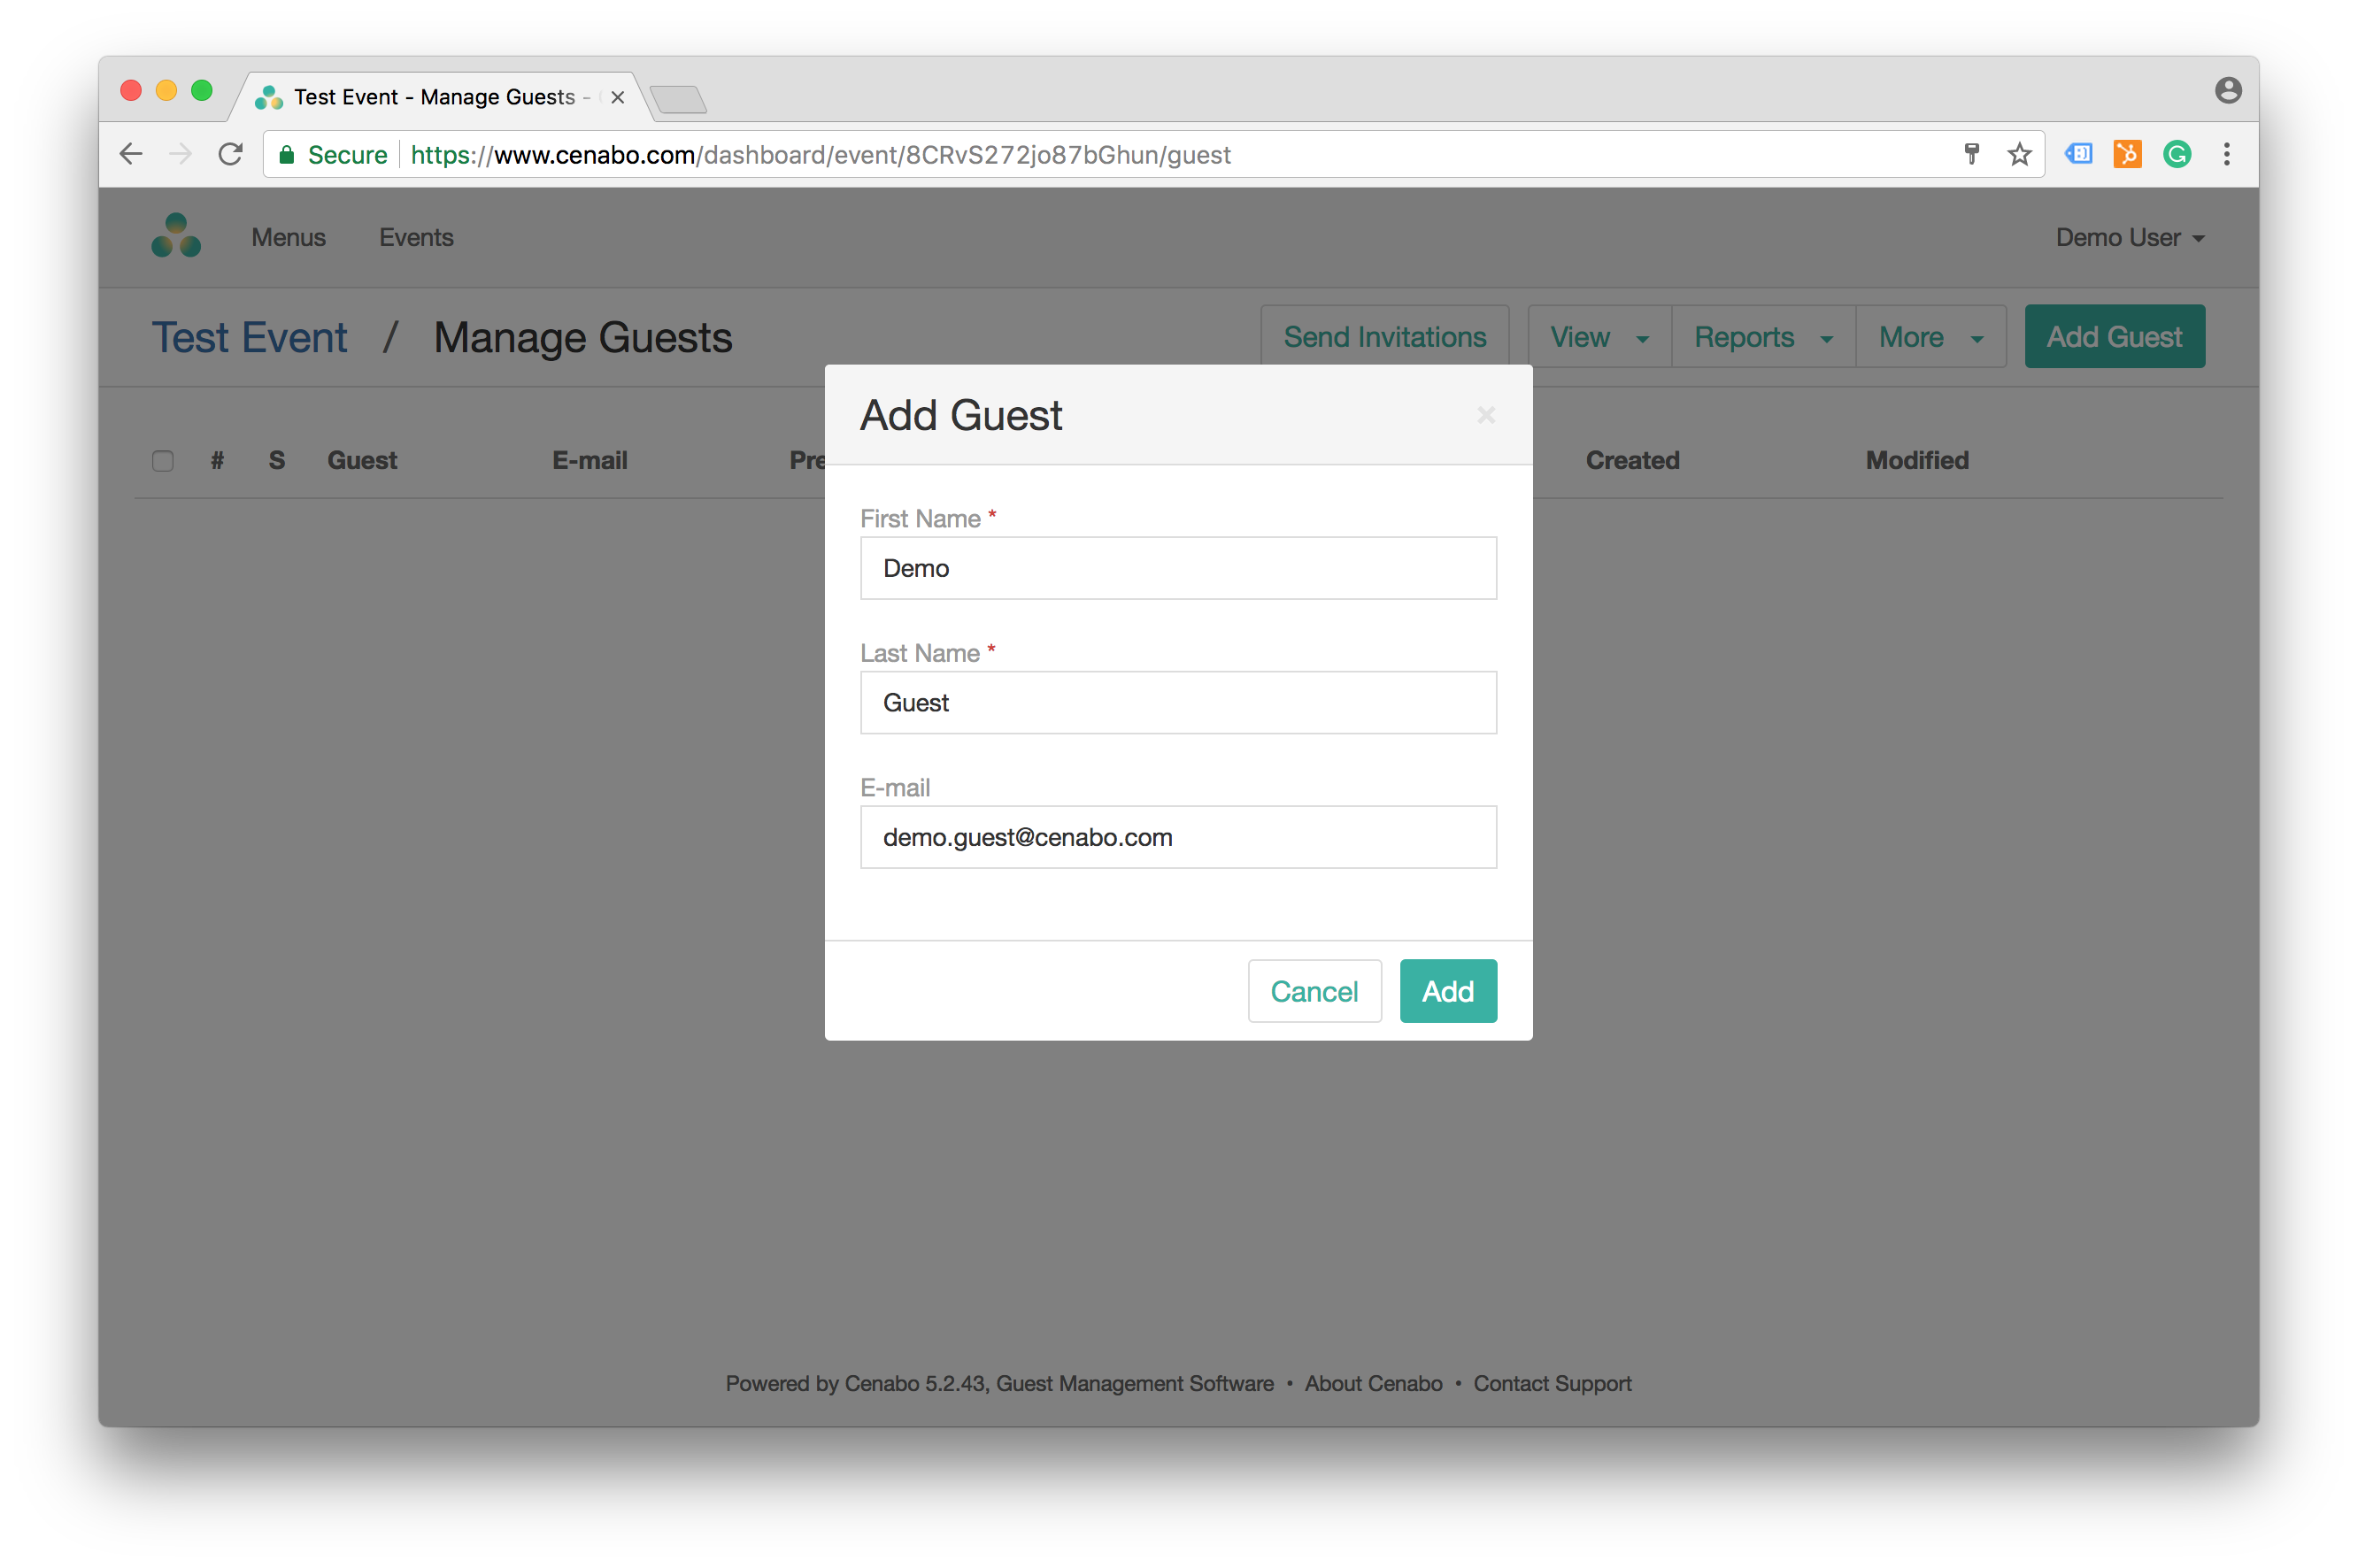 Test Event - Manage Guests -
Secure https://www.cenabo.com/dashboard/event/8CRvS272jo87bGhun/guest
Menus Events Demo User
Test Event / Manage Guests Send Invitations View Reports More Add Guest
Add Guest ×
# S Guest E-mail Pre Created Modified
First Name *
Demo
Last Name *
Guest
E-mail
demo.guest@cenabo.com
Cancel Add
Powered by Cenabo 5.2.43, Guest Management Software • About Cenabo • Contact Support